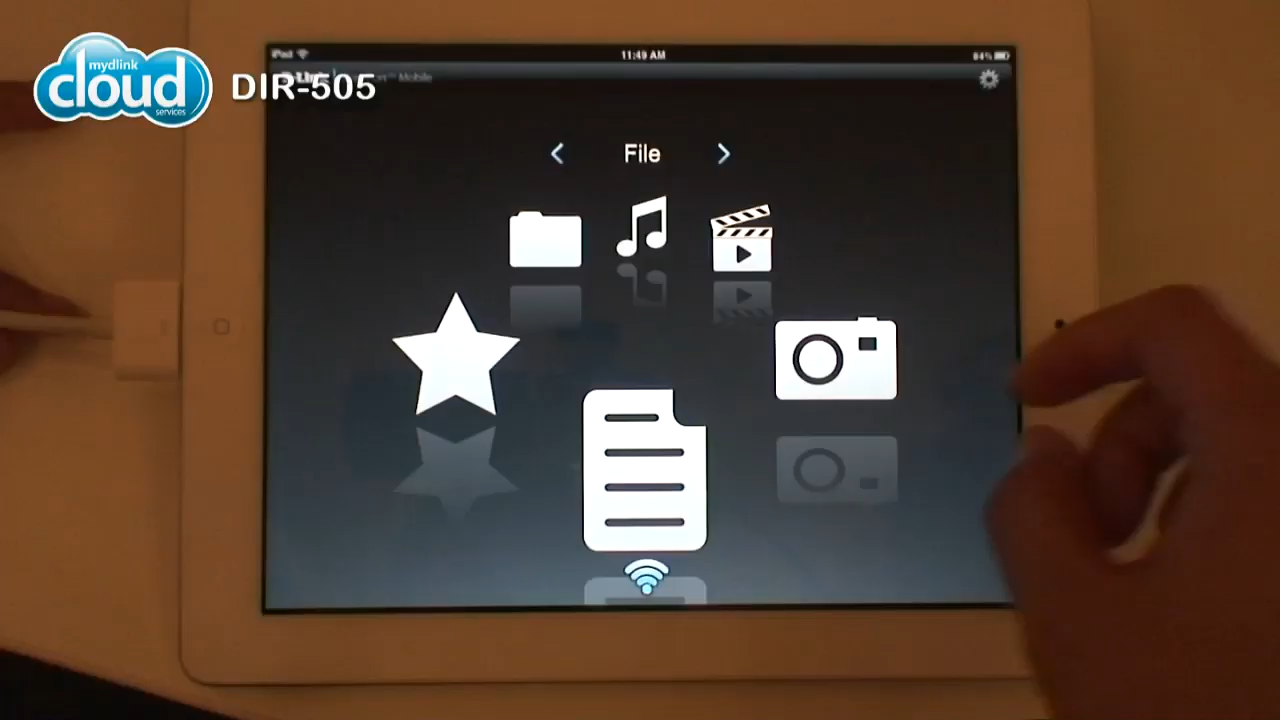 iPad
11:49 AM
84%
mydlink
cloud
services
DIR-505
Mobile
File